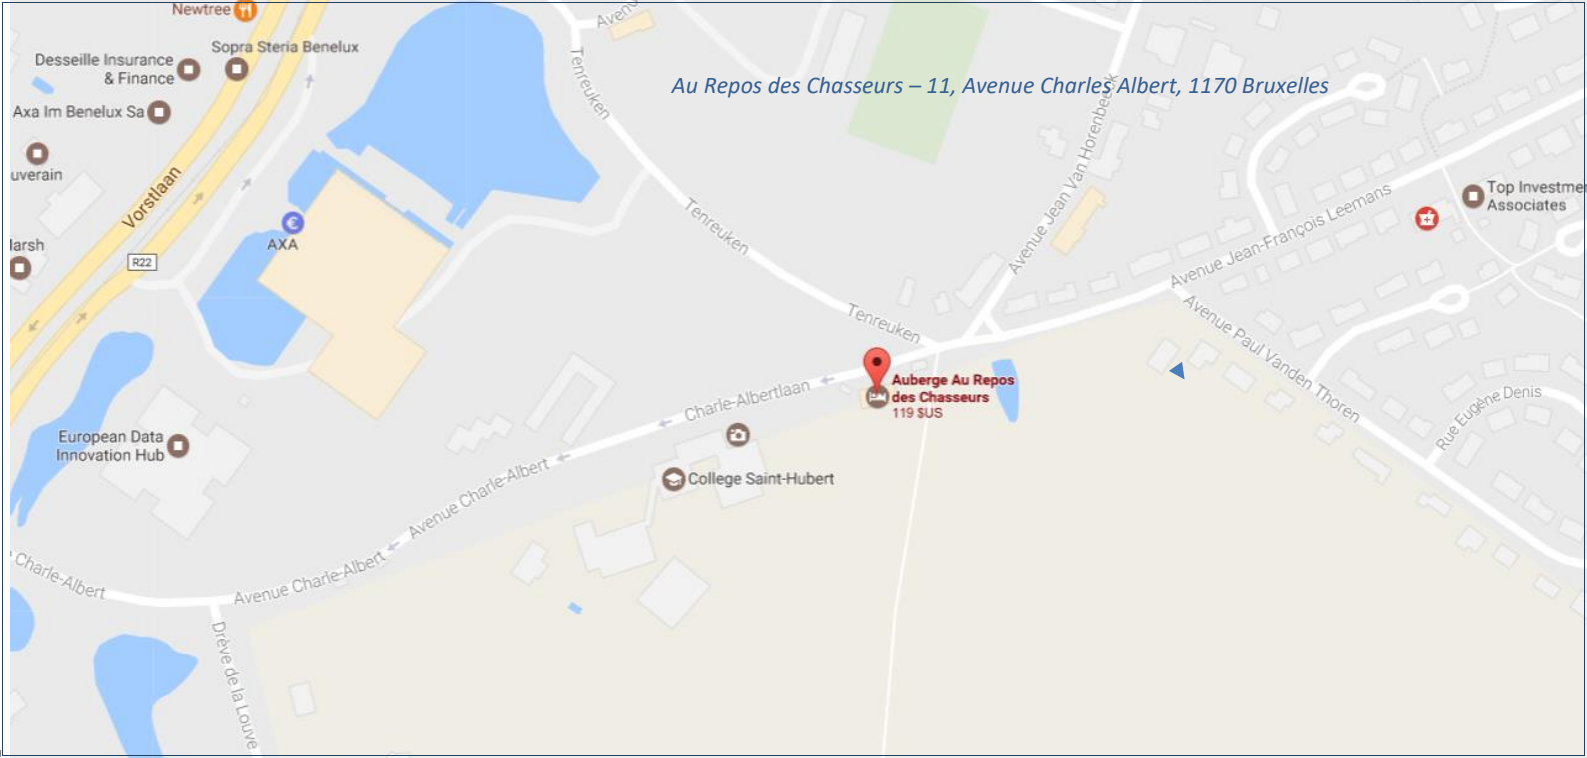 Newtree
Sopra Steria Benelux
Desseille Insurance
& Finance
Axa Im Benelux Sa
uverain
Vorstlaan
larsh
R22
AXA
Aveno
Tenreuken
Au Repos des Chasseurs – 11, Avenue Charles Albert, 1170 Bruxelles
Avenue Jean Van Horenbeeck
Tenreuken
Tenreuken
Avenue Jean-François Leemans
Top Investmer
Associates
Avenue Paul Vanden Thoren
Rue Eugène Denis
Auberge Au Repos
des Chasseurs
119 $US
Charle-Albertlaan
European Data
Innovation Hub
College Saint-Hubert
Avenue Charle-Albert
Avenue Charle-Albert
Charle-Albert
Drève de la Louve